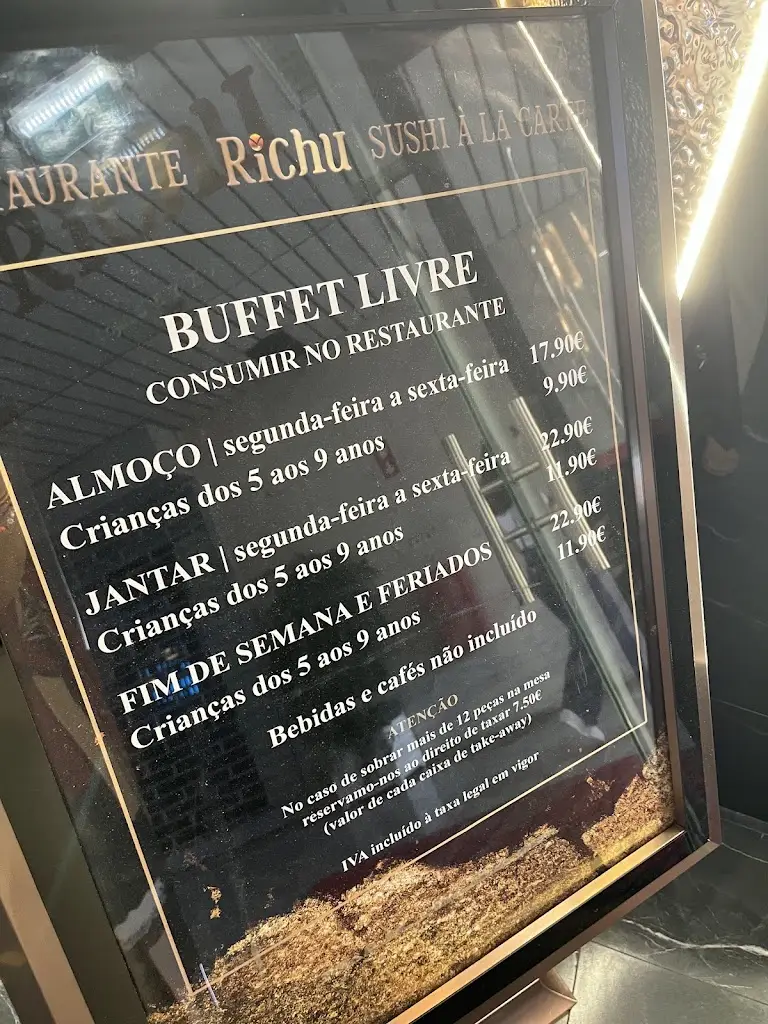 AURANTE Richu SUSHI À LA CARTE
BUFFET LIVRE
CONSUMIR NO RESTAURANTE
ALMOÇO | segunda-feira a sexta-feira 17.90€
Crianças dos 5 aos 9 anos 9.90€
JANTAR | segunda-feira a sexta-feira 22.90€
Crianças dos 5 aos 9 anos 11.90€
FIM DE SEMANA E FERIADOS 22.90€
Crianças dos 5 aos 9 anos 11.90€
Bebidas e cafés não incluído
ATENÇÃO
No caso de sobrar mais de 12 peças na mesa
reservamo-nos ao direito de taxar 7.50€
(valor de cada caixa de take-away)
IVA incluído à taxa legal em vigor